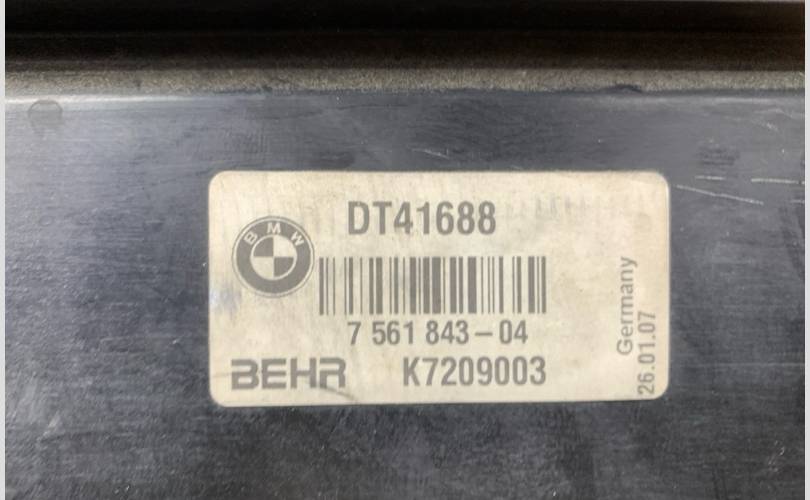 DT41688
BMW
7 561 843-04
BEHR K7209003
Germany
26.01.07